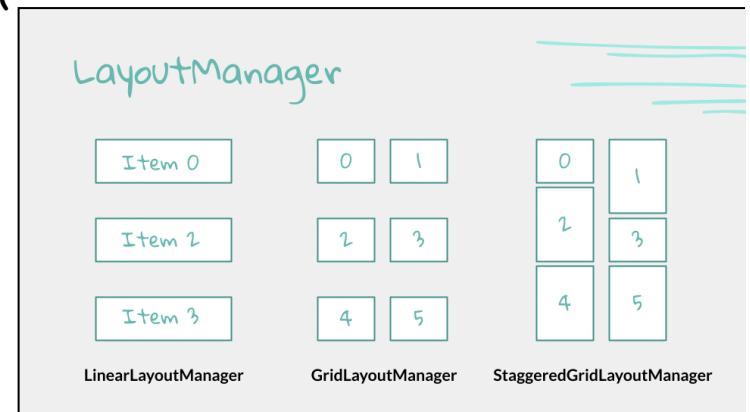 LayoutManager
Item 0
Item 2
Item 3
LinearLayoutManager
0 1
2 3
4 5
GridLayoutManager
0
1
2
3
4
5
StaggeredGridLayoutManager